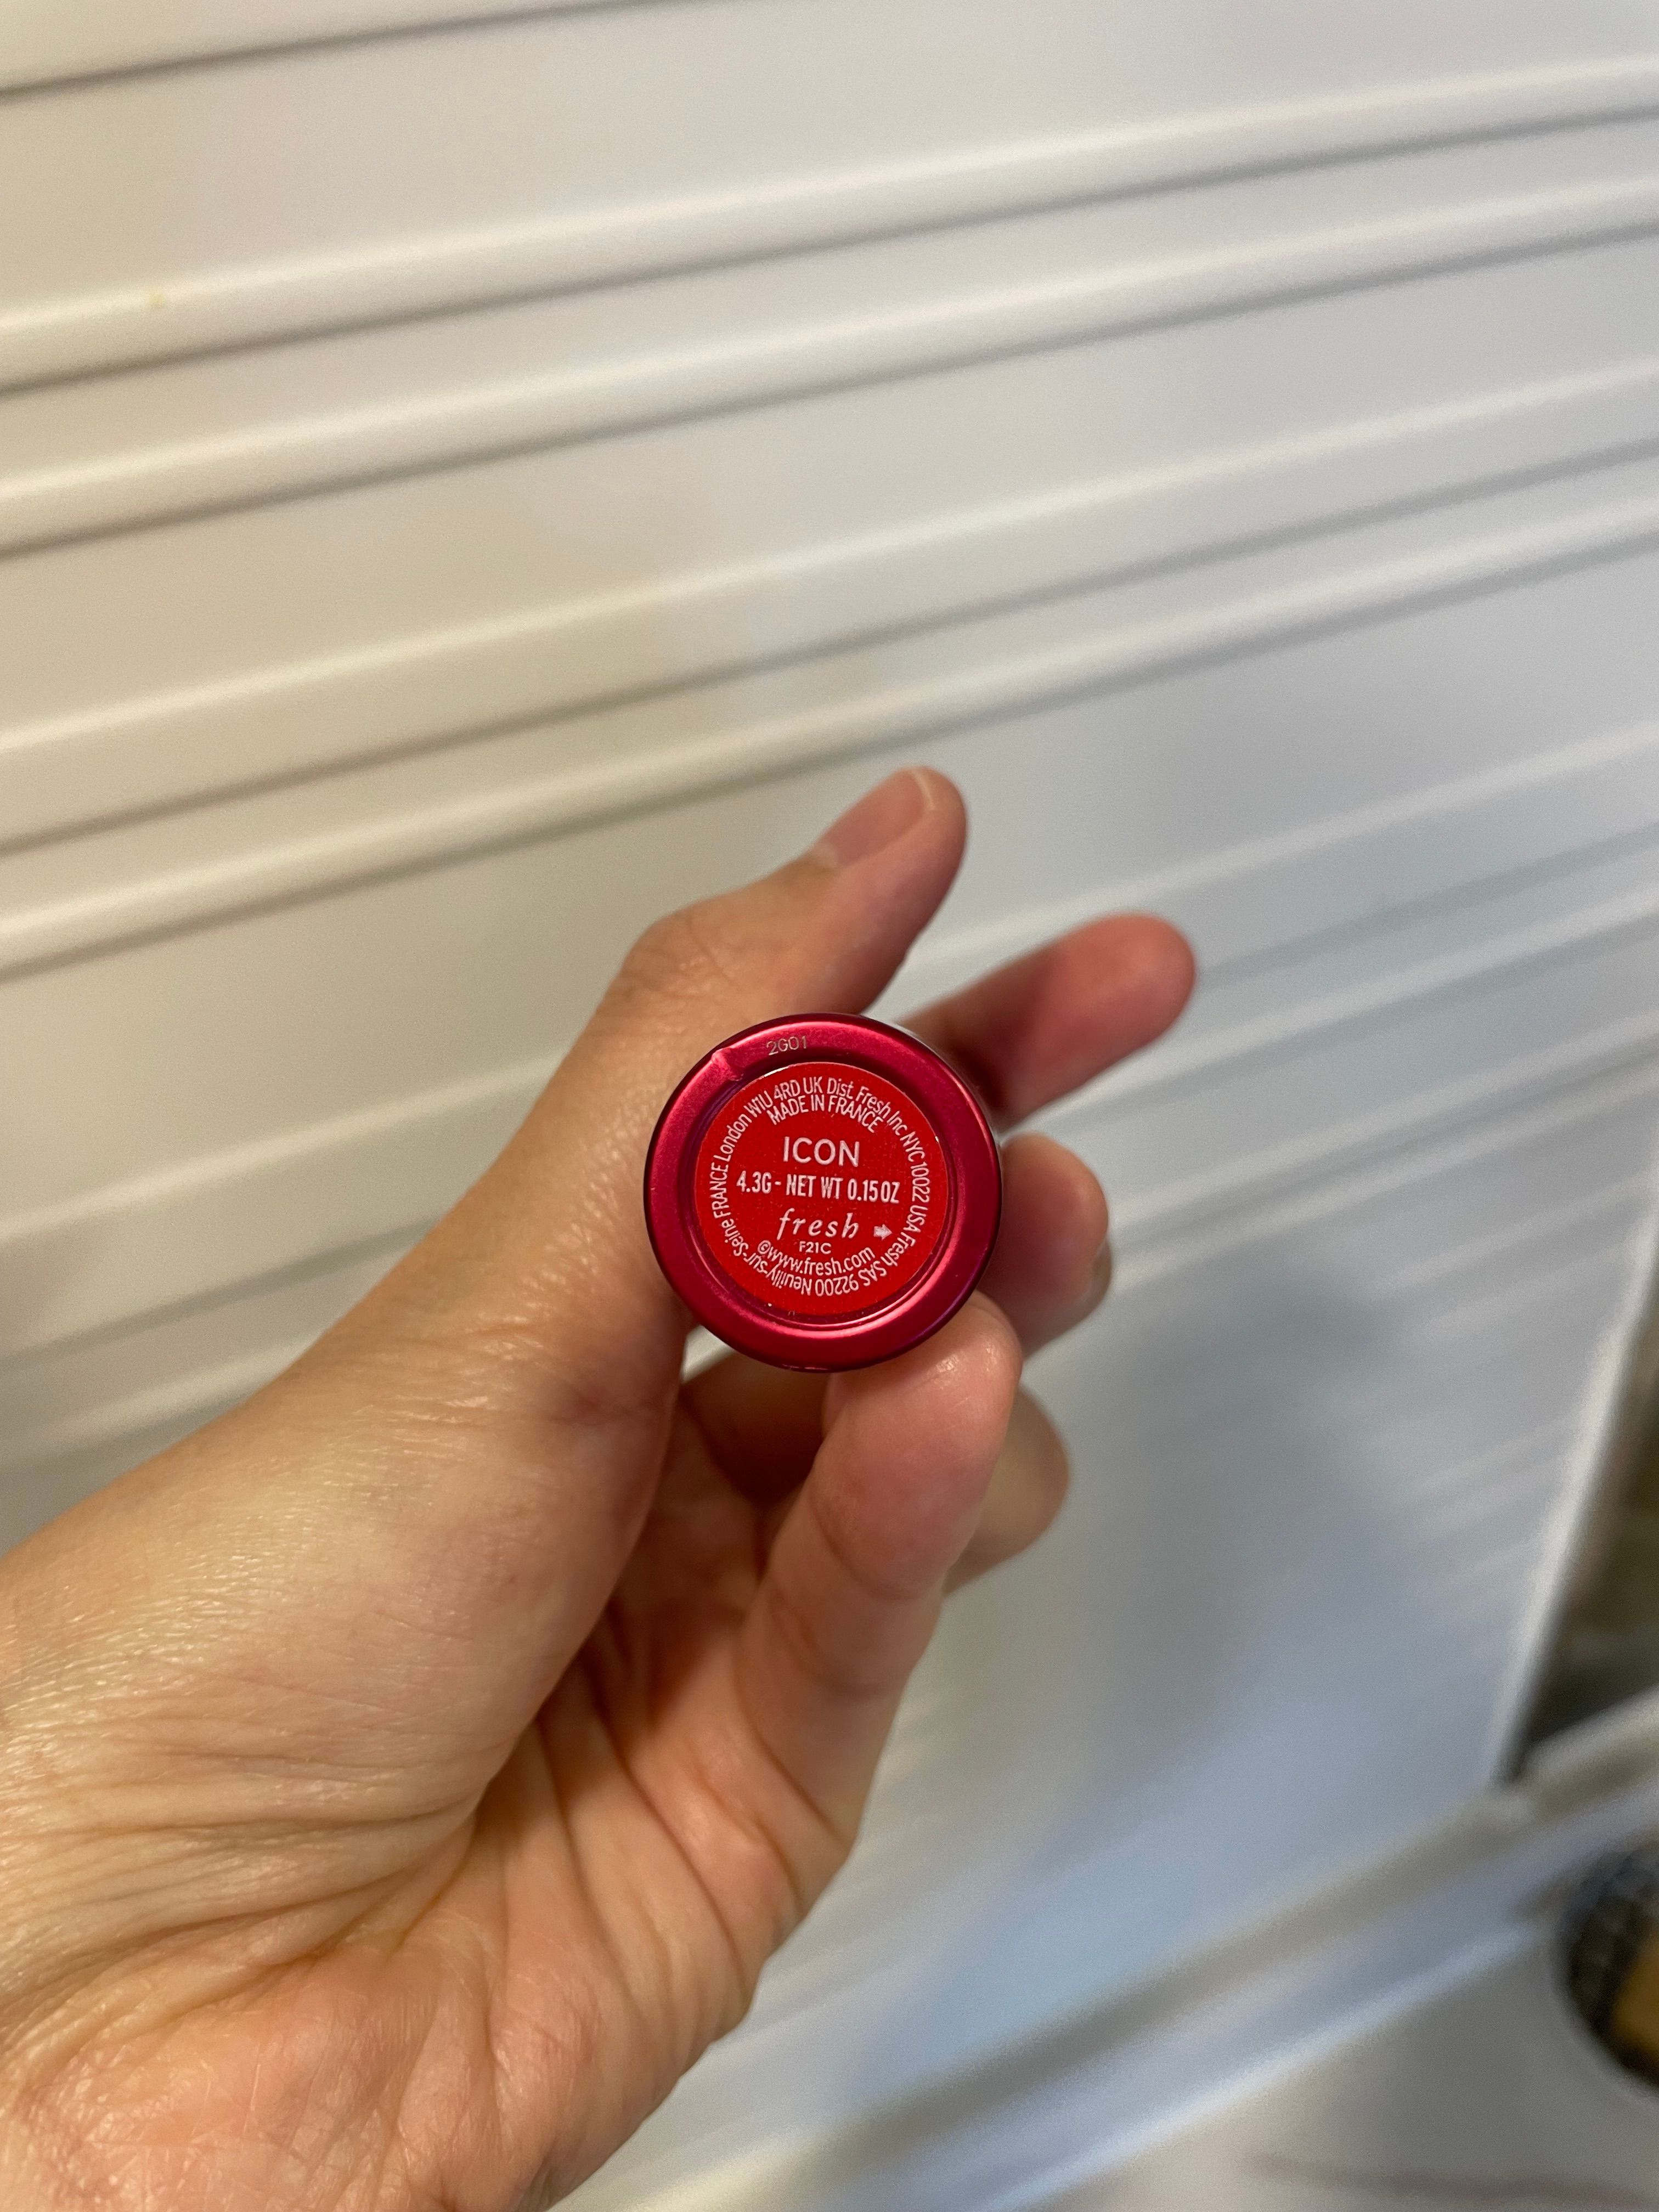 2G01
Dist. Fresh Inc NYC 10022 USA Fresh SAS 92200 Neuilly-sur-Seine FRANCE London W1U 4RD UK
MADE IN FRANCE
ICON
4.3G - NET WT 0.15 OZ
fresh
F21C
©www.fresh.com